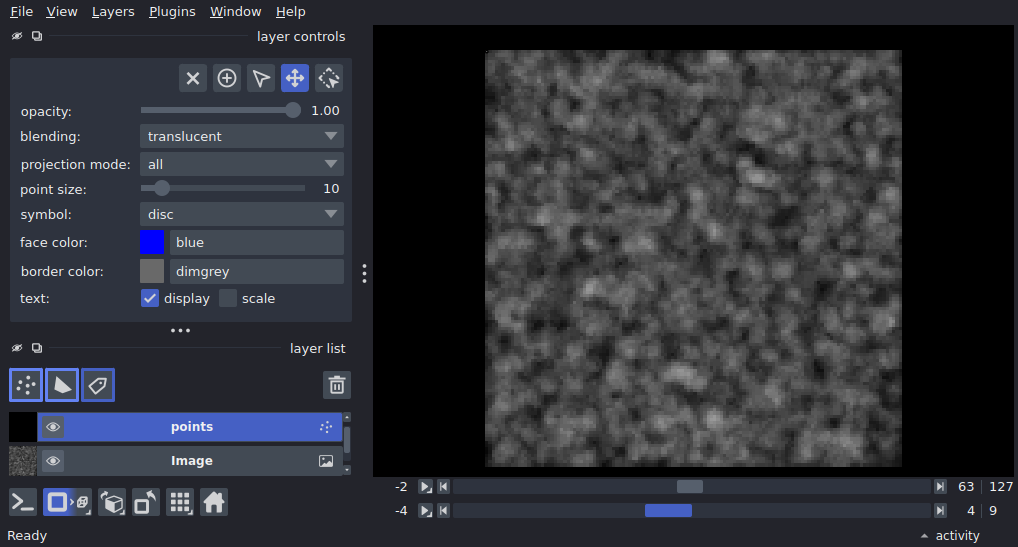 File View Layers Plugins Window Help
layer controls
opacity: 1.00
blending: translucent
projection mode: all
point size: 10
symbol: disc
face color: blue
border color: dimgrey
text: display scale
layer list
points
Image
-2 63 127
-4 4 9
Ready activity